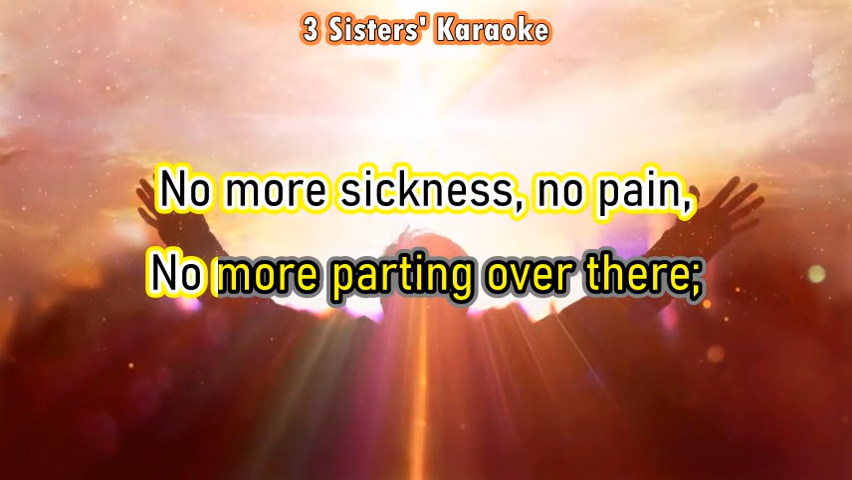 3 Sisters' Karaoke
No more sickness, no pain,
No more parting over there;